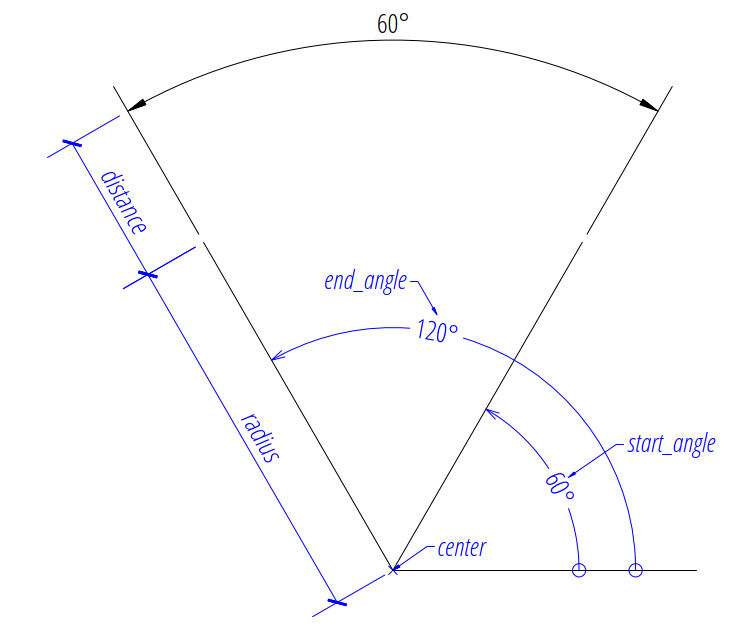 60°
distance
end_angle
120°
radius
start_angle
60°
center